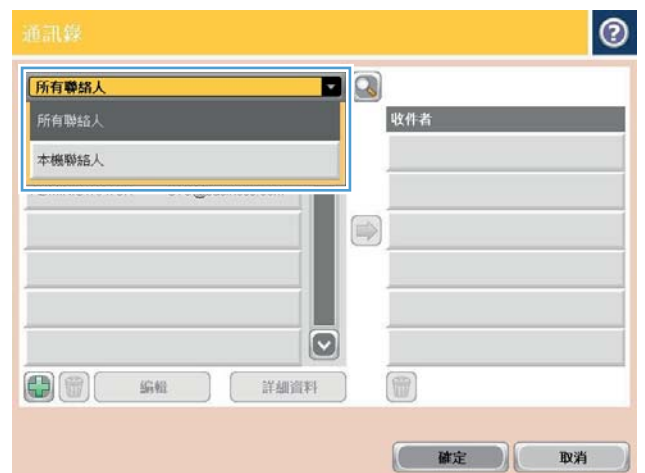 通訊錄
所有聯絡人
所有聯絡人
收件者
本機聯絡人
編輯
詳細資料
確定
取消